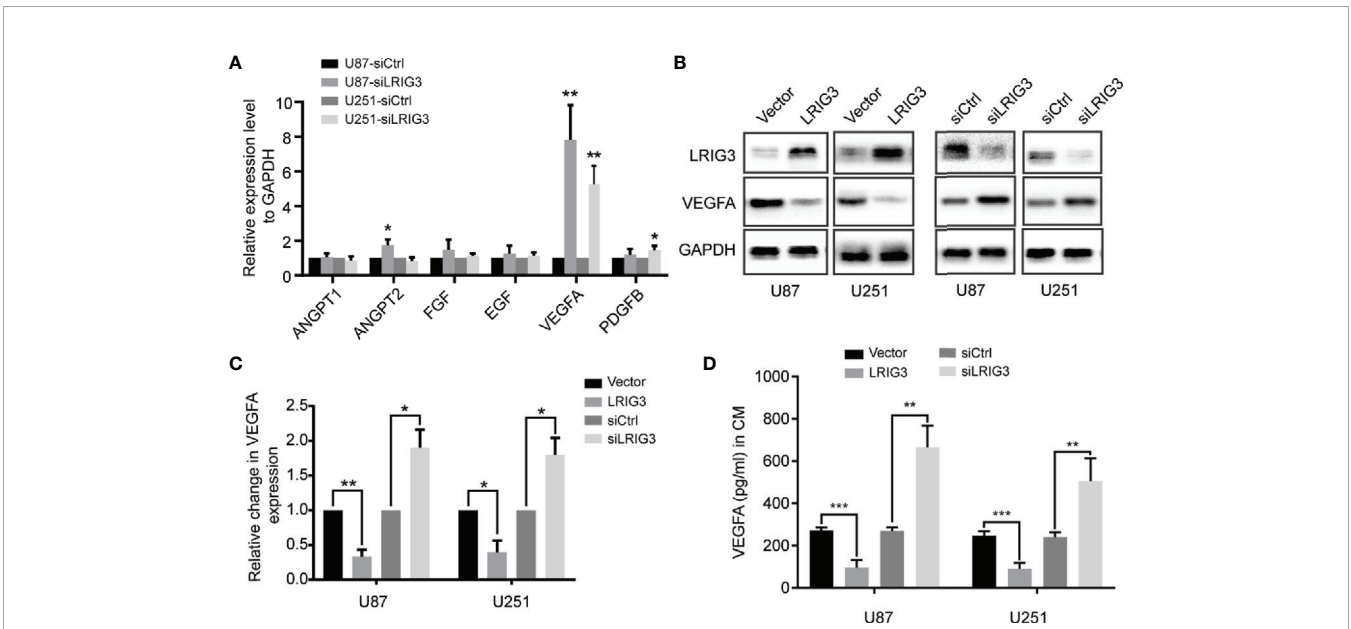 A
U87-siCtrl
U87-siLRIG3
U251-siCtrl
U251-siLRIG3
Relative expression level
to GAPDH
10
8
6
4
2
0
*
**
**
*
ANGPT1
ANGPT2
FGF
EGF
VEGFA
PDGFB
B
Vector
LRIG3
Vector
LRIG3
siCtrl
siLRIG3
siCtrl
siLRIG3
LRIG3
VEGFA
GAPDH
U87
U251
U87
U251
C
Vector
LRIG3
siCtrl
siLRIG3
Relative change in VEGFA
expression
2.5
2.0
1.5
1.0
0.5
0.0
**
*
*
*
U87
U251
D
Vector
siCtrl
LRIG3
siLRIG3
VEGFA (pg/ml) in CM
1000
800
600
400
200
0
***
**
***
**
U87
U251